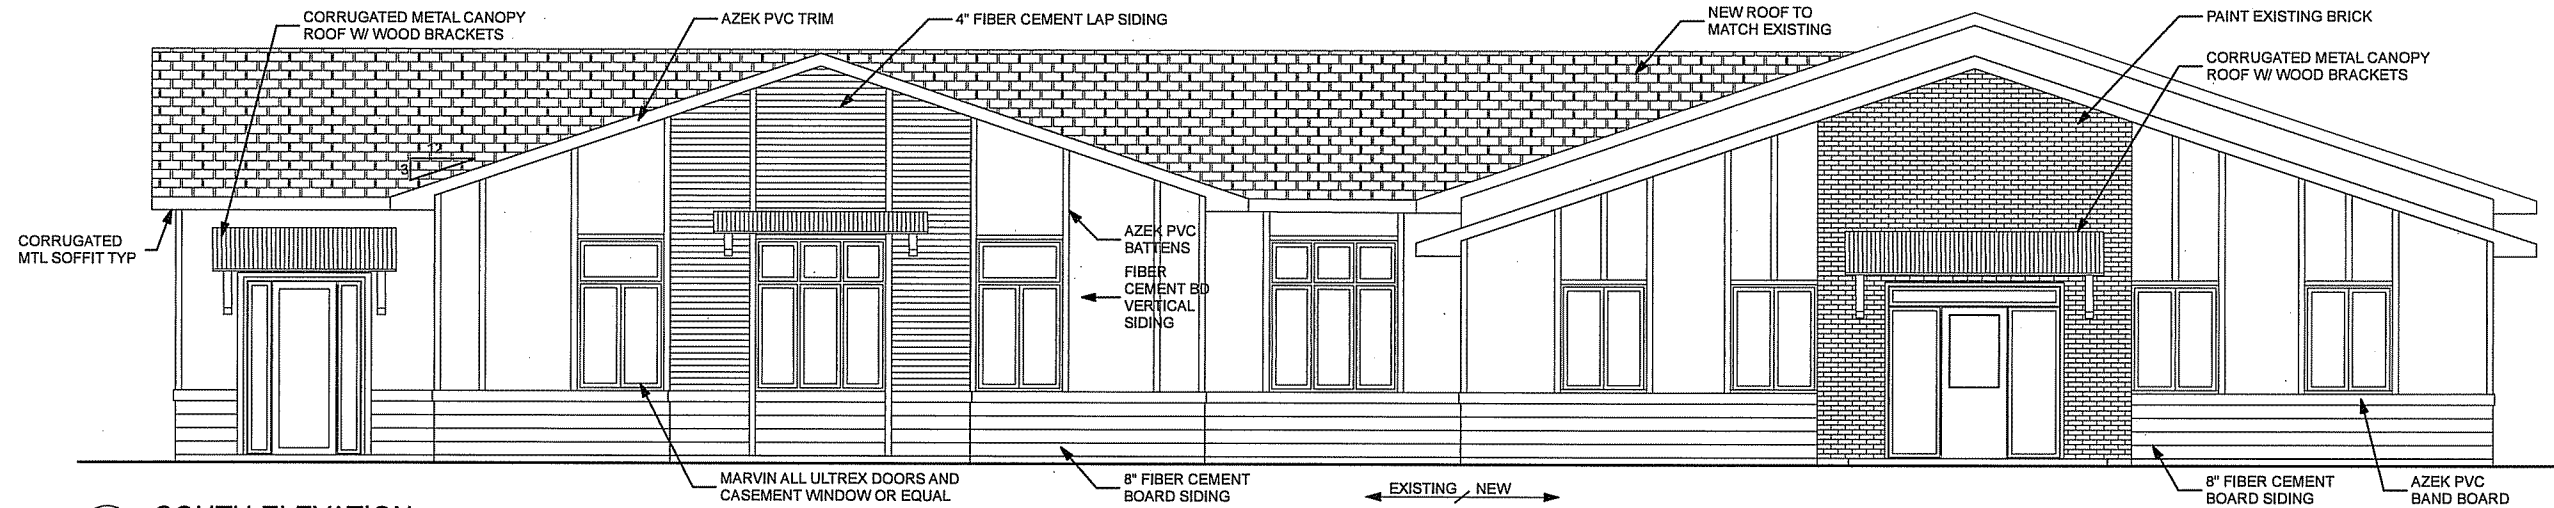 CORRUGATED METAL CANOPY
ROOF W/ WOOD BRACKETS
AZEK PVC TRIM
4" FIBER CEMENT LAP SIDING
NEW ROOF TO
MATCH EXISTING
PAINT EXISTING BRICK
CORRUGATED METAL CANOPY
ROOF W/ WOOD BRACKETS
12
3
CORRUGATED
MTL SOFFIT TYP
AZEK PVC
BATTENS
FIBER
CEMENT BD
VERTICAL
SIDING
MARVIN ALL ULTREX DOORS AND
CASEMENT WINDOW OR EQUAL
8" FIBER CEMENT
BOARD SIDING
EXISTING / NEW
8" FIBER CEMENT
BOARD SIDING
AZEK PVC
BAND BOARD
SOUTH ELEVATION